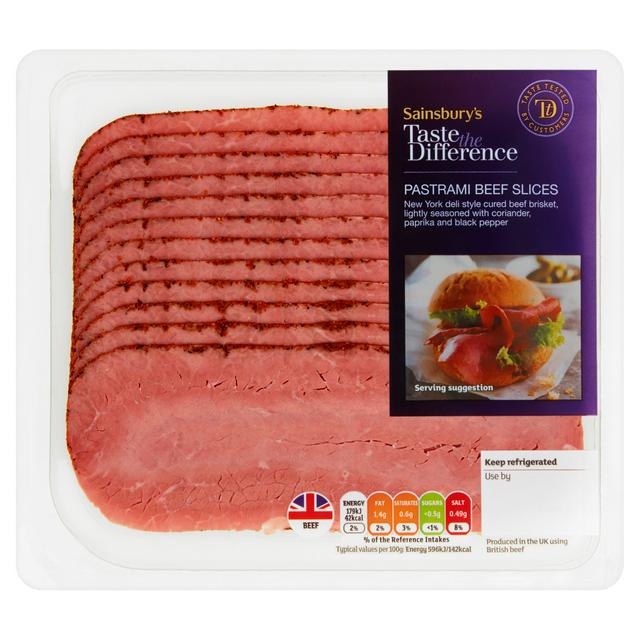 Sainsbury's
Taste the
Difference
TASTE TESTED
BY CUSTOMERS
Td
PASTRAMI BEEF SLICES
New York deli style cured beef brisket,
lightly seasoned with coriander,
paprika and black pepper
Serving suggestion
Keep refrigerated
Use by
BEEF
ENERGY FAT SATURATES SUGARS SALT
179kJ 1.4g 0.6g <0.5g 0.49g
42kcal
2% 2% 3% <1% 8%
% of the Reference Intakes
Typical values per 100g: Energy 596kJ/142kcal
Produced in the UK using
British beef